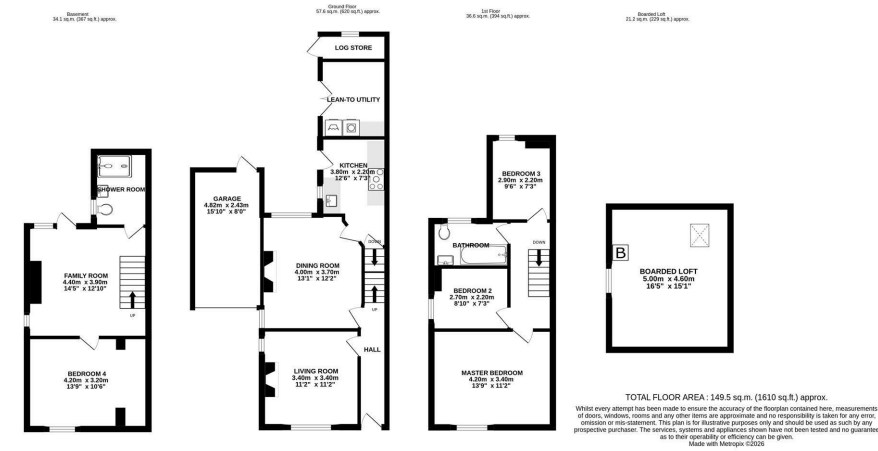 Basement
34.1 sq.m. (367 sq.ft.) approx.
SHOWER ROOM
FAMILY ROOM
4.40m x 3.90m
14'5" x 12'10"
UP
BEDROOM 4
4.20m x 3.20m
13'9" x 10'6"
Ground Floor
57.6 sq.m. (620 sq.ft.) approx.
LOG STORE
LEAN-TO UTILITY
KITCHEN
3.80m x 2.20m
12'6" x 7'3"
GARAGE
4.82m x 2.43m
15'10" x 8'0"
DOWN
DINING ROOM
4.00m x 3.70m
13'1" x 12'2"
UP
HALL
LIVING ROOM
3.40m x 3.40m
11'2" x 11'2"
1st Floor
36.6 sq.m. (394 sq.ft.) approx.
BEDROOM 3
2.90m x 2.20m
9'6" x 7'3"
BATHROOM
DOWN
BEDROOM 2
2.70m x 2.20m
8'10" x 7'3"
MASTER BEDROOM
4.20m x 3.40m
13'9" x 11'2"
Boarded Loft
21.2 sq.m. (229 sq.ft.) approx.
B
BOARDED LOFT
5.00m x 4.60m
16'5" x 15'1"
TOTAL FLOOR AREA : 149.5 sq.m. (1610 sq.ft.) approx.
Whilst every attempt has been made to ensure the accuracy of the floorplan contained here, measurements
of doors, windows, rooms and any other items are approximate and no responsibility is taken for any error,
omission or mis-statement. This plan is for illustrative purposes only and should be used as such by any
prospective purchaser. The services, systems and appliances shown have not been tested and no guarantee
as to their operability or efficiency can be given.
Made with Metropix ©2026